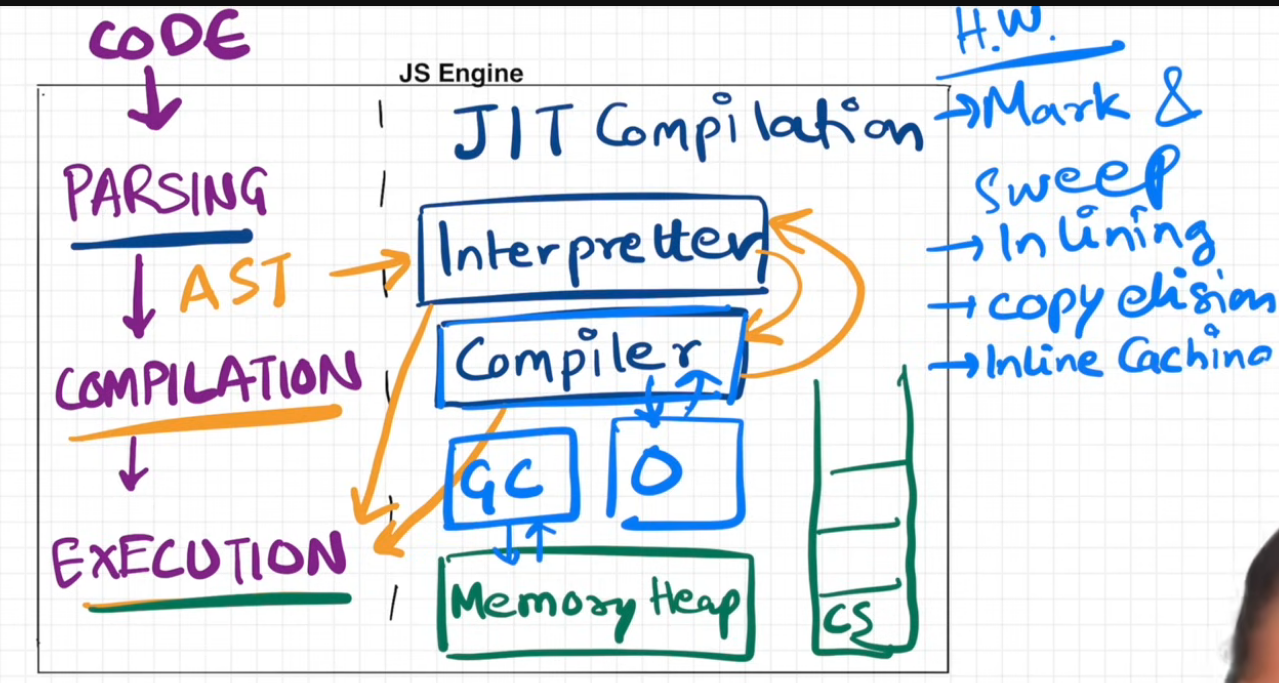 CODE
JS Engine
PARSING
AST
COMPILATION
EXECUTION
JIT Compilation
Interpretter
Compiler
GC
O
Memory Heap
CS
H.W.
→Mark &
Sweep
→Inlining
→copy elision
→Inline Caching